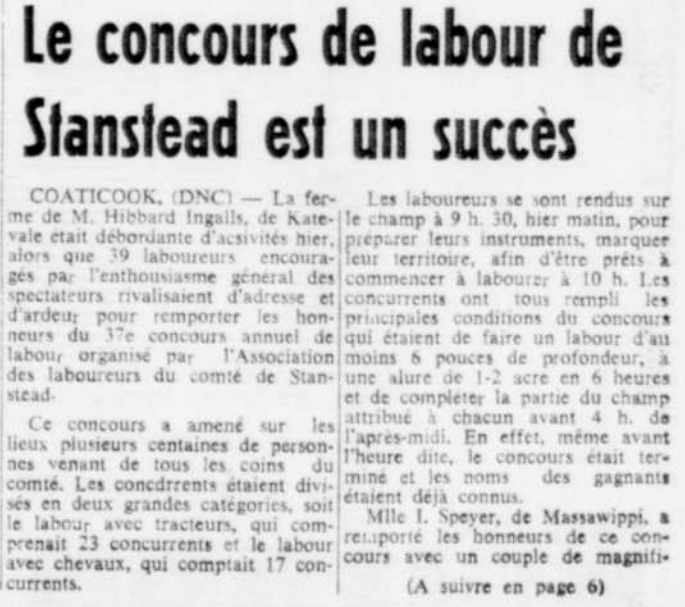 Le concours de labour de
Stanstead est un succès
COATICOOK, (DNC) — La fer-
me de M. Hibbard Ingalls, de Kate-
vale était débordante d'acsivités hier,
alors que 39 laboureurs encoura-
gés par l'enthousiasme général des
spectateurs rivalisaient d'adresse et
d'ardeur pour remporter les hon-
neurs du 37e concours annuel de
labour organisé par l'Association
des laboureurs du comté de Stan-
stead.
Ce concours a amené sur les
lieux plusieurs centaines de person-
nes venant de tous les coins du
comté. Les concdrrents étaient divi-
sés en deux grandes catégories, soit
le labour avec tracteurs, qui com-
prenait 23 concurrents et le labour
avec chevaux, qui comptait 17 con-
currents.
Les laboureurs se sont rendus sur
le champ à 9 h. 30, hier matin, pour
préparer leurs instruments, marquer
leur territoire, afin d'être prêts à
commencer à labourer à 10 h. Les
concurrents ont tous rempli les
principales conditions du concours
qui étaient de faire un labour d'au
moins 6 pouces de profondeur, à
une alure de 1-2 acre en 6 heures
et de compléter la partie du champ
attribué à chacun avant 4 h. de
l'après-midi. En effet, même avant
l'heure dite, le concours était ter-
miné et les noms des gagnants
étaient déjà connus.
Mlle I. Speyer, de Massawippi, a
remporté les honneurs de ce con-
cours avec un couple de magnifi-
(A suivre en page 6)